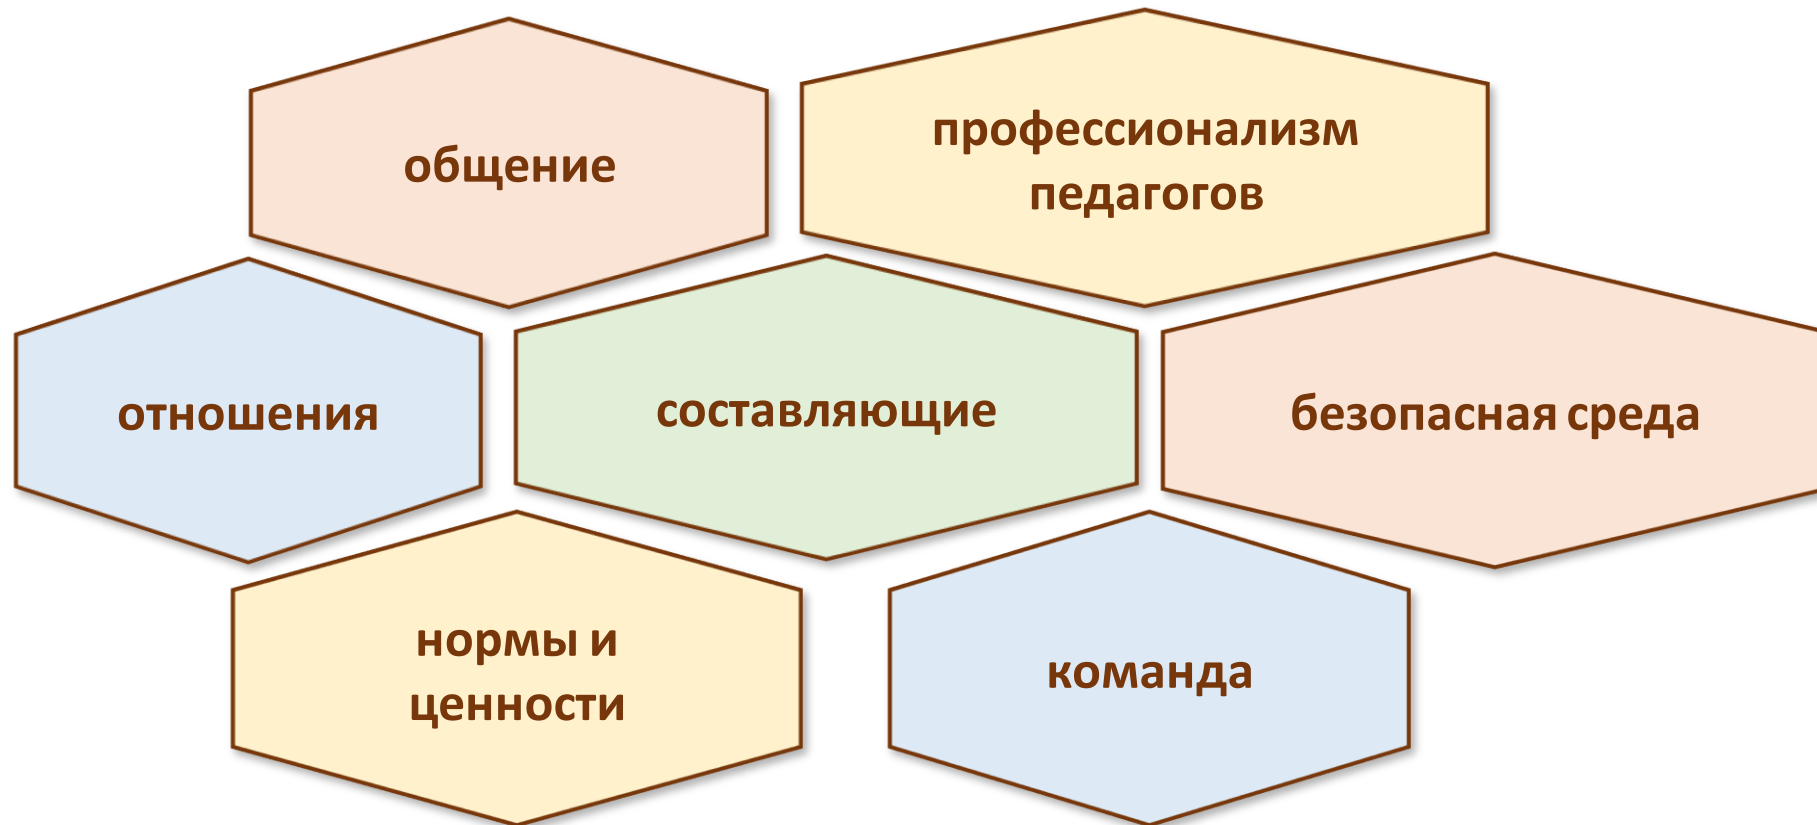 общение
профессионализм
педагогов
отношения
составляющие
безопасная среда
нормы и
ценности
команда